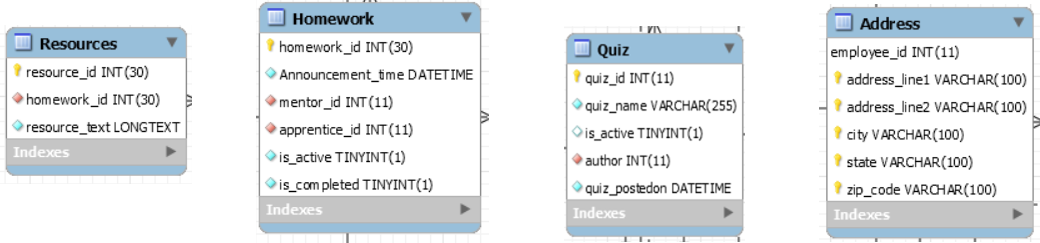 Resources
resource_id INT(30)
homework_id INT(30)
resource_text LONGTEXT
Indexes
Homework
homework_id INT(30)
Announcement_time DATETIME
mentor_id INT(11)
apprentice_id INT(11)
is_active TINYINT(1)
is_completed TINYINT(1)
Indexes
Quiz
quiz_id INT(11)
quiz_name VARCHAR(255)
is_active TINYINT(1)
author INT(11)
quiz_postedon DATETIME
Indexes
Address
employee_id INT(11)
address_line1 VARCHAR(100)
address_line2 VARCHAR(100)
city VARCHAR(100)
state VARCHAR(100)
zip_code VARCHAR(100)
Indexes